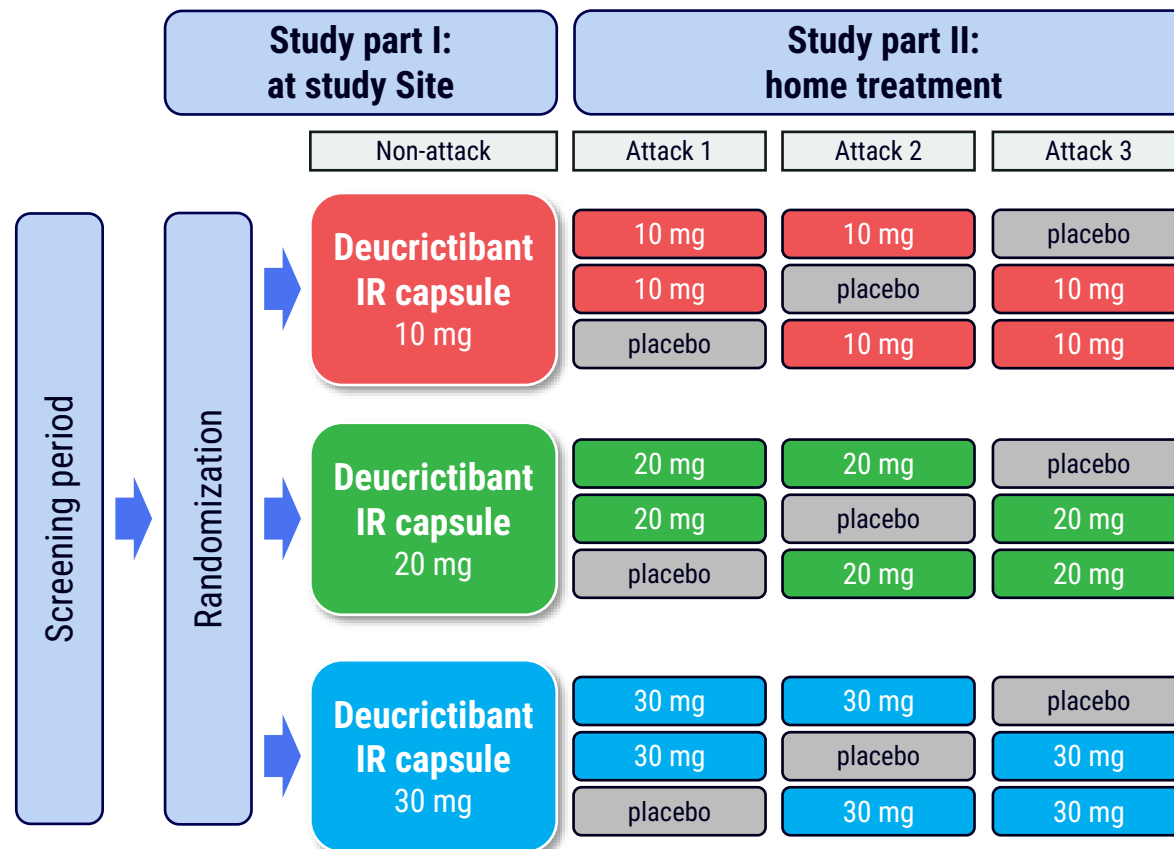 Study part I:
at study Site
Study part II:
home treatment
Non-attack
Attack 1
Attack 2
Attack 3
Screening period
Randomization
Deucrictibant
IR capsule
10 mg
10 mg
10 mg
placebo
10 mg
placebo
10 mg
placebo
10 mg
10 mg
Deucrictibant
IR capsule
20 mg
20 mg
20 mg
placebo
20 mg
placebo
20 mg
placebo
20 mg
20 mg
Deucrictibant
IR capsule
30 mg
30 mg
30 mg
placebo
30 mg
placebo
30 mg
placebo
30 mg
30 mg